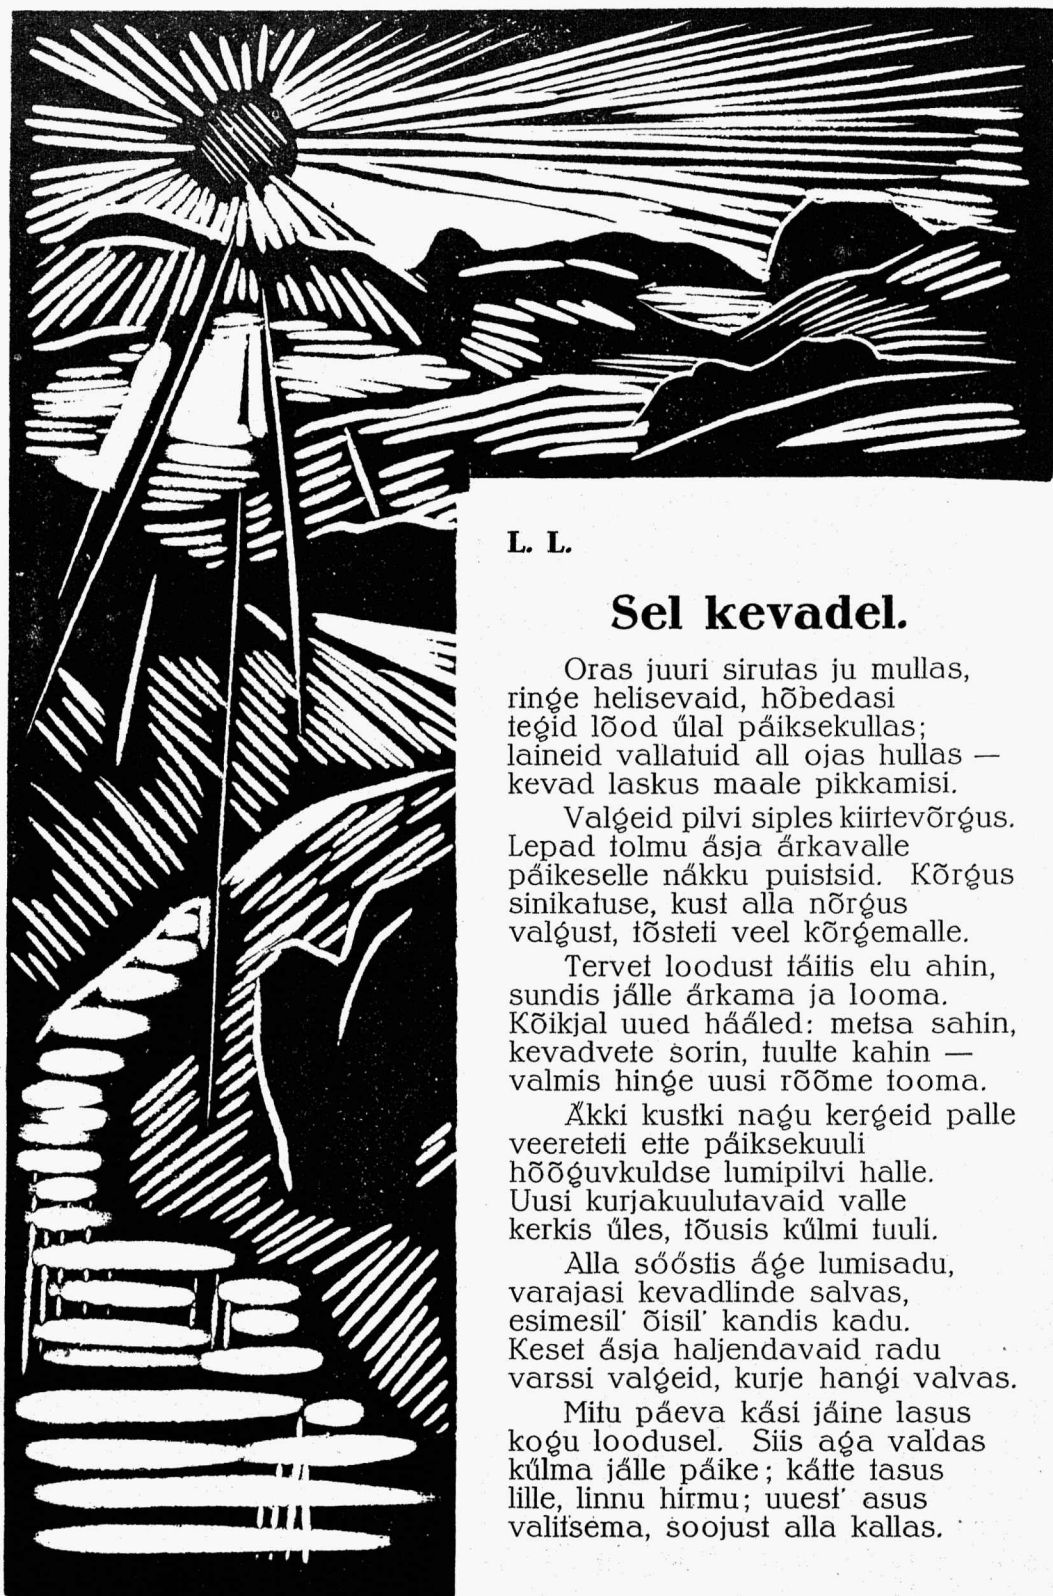 L. L.
Sel kevadel.
Oras juuri sirutas ju mullas,
ringe helisevaid, hõbedasi
tegid lõod ülal päiksekullas;
laineid vallatuid all ojas hullas —
kevad laskus maale pikkamisi.
Valgeid pilvi siples kiirtevõrgus.
Lepad tolmu äsja ärkavalle
päikeselle näkku puistsid. Kõrgus
sinikatuse, kust alla nõrgus
valgust, tõsteti veel kõrgemalle.
Tervet loodust täitis elu ahin,
sundis jälle ärkama ja looma.
Kõikjal uued hääled: metsa sahin,
kevadvete sorin, tuulte kahin —
valmis hinge uusi rõõme tooma.
Äkki kustki nagu kergeid palle
veereteti ette päiksekuuli
hõõguvkuldse lumipilvi halle.
Uusi kurjakuulutavaid valle
kerkis üles, tõusis külmi tuuli.
Alla sööstis äge lumisadu,
varajasi kevadlinde salvas,
esimesil' õisil' kandis kadu.
Keset äsja haljendavaid radu
varssi valgeid, kurje hangi valvas.
Mitu päeva käsi jäine lasus
kogu loodusel. Siis aga valdas
külma jälle päike; kätte tasus
lille, linnu hirmu; uuest' asus
valitsema, soojust alla kallas.